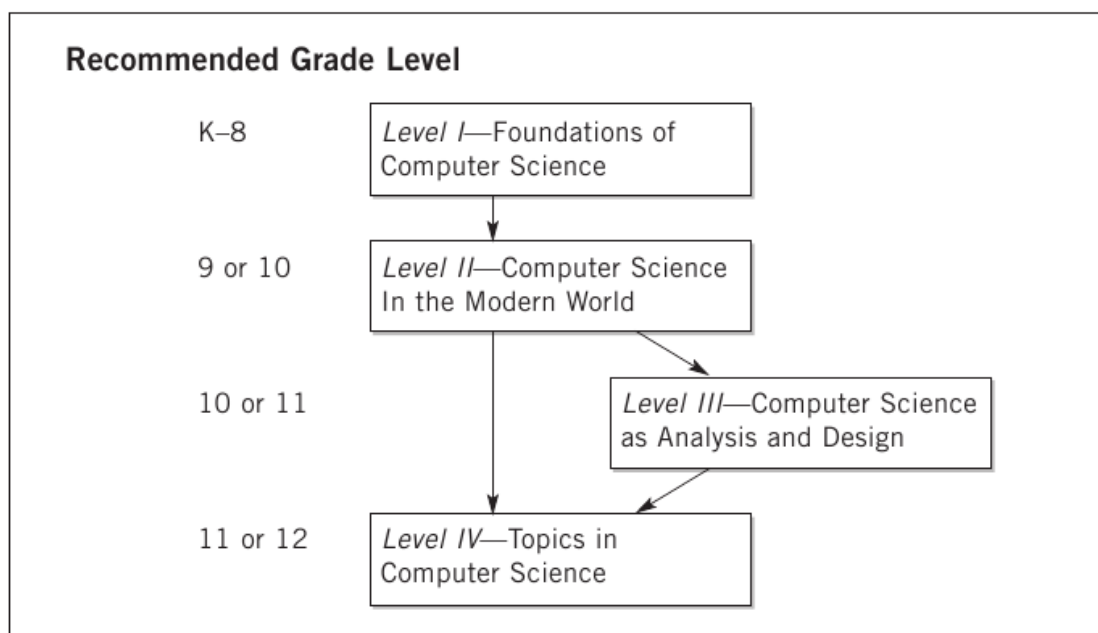 Recommended Grade Level
K–8
Level I—Foundations of
Computer Science
9 or 10
Level II—Computer Science
In the Modern World
10 or 11
Level III—Computer Science
as Analysis and Design
11 or 12
Level IV—Topics in
Computer Science